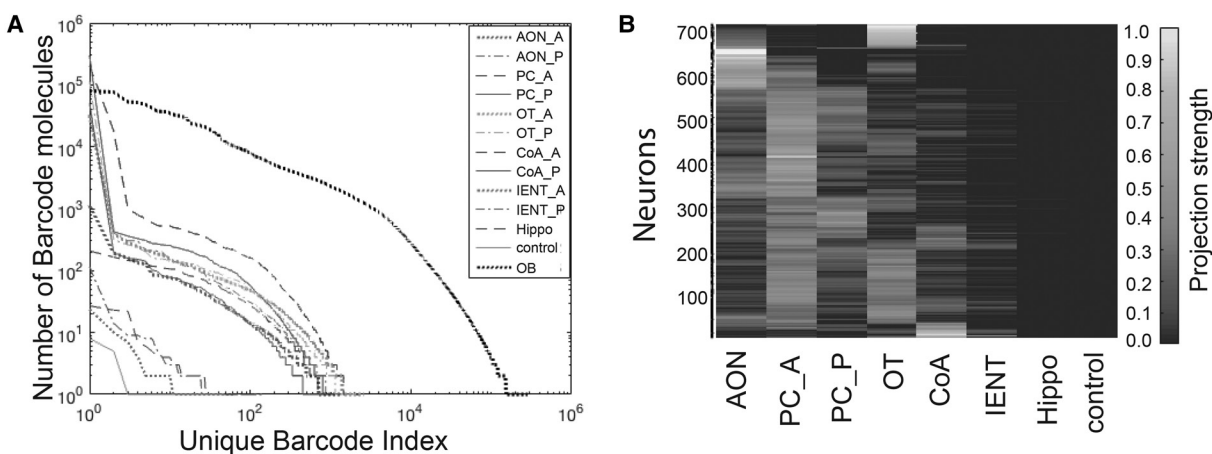 A
10^6
10^5
10^4
10^3
10^2
10^1
10^0
Number of Barcode molecules
10^0
10^2
10^4
10^6
Unique Barcode Index
AON_A
AON_P
PC_A
PC_P
OT_A
OT_P
CoA_A
CoA_P
IENT_A
IENT_P
Hippo
control
OB
B
700
600
500
400
300
200
100
Neurons
AON
PC_A
PC_P
OT
CoA
IENT
Hippo
control
1.0
0.9
0.8
0.7
0.6
0.5
0.4
0.3
0.2
0.1
0.0
Projection strength